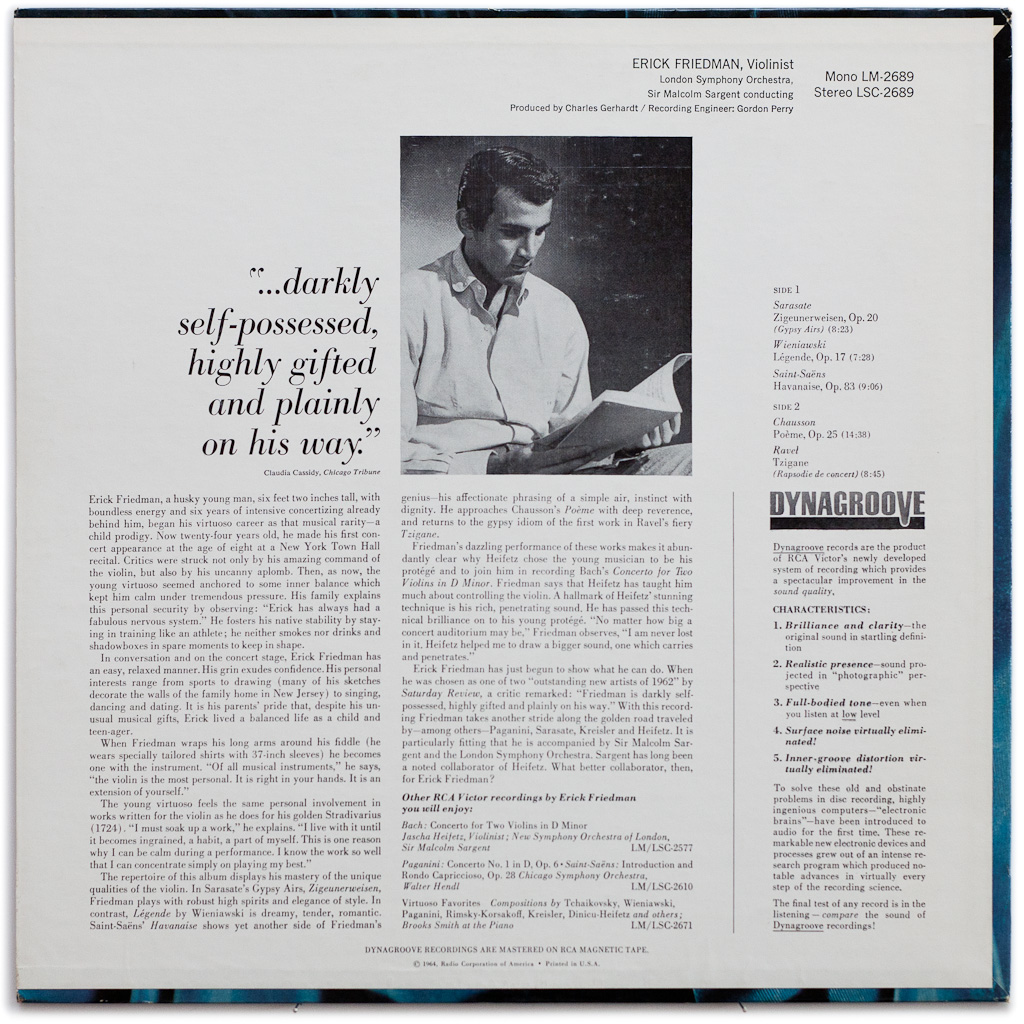 ERICK FRIEDMAN, Violinist
London Symphony Orchestra,
Sir Malcolm Sargent conducting
Produced by Charles Gerhardt / Recording Engineer: Gordon Perry
Mono LM-2689
Stereo LSC-2689
“...darkly
self-possessed,
highly gifted
and plainly
on his way.”
Claudia Cassidy, Chicago Tribune
Erick Friedman, a husky young man, six feet two inches tall, with
boundless energy and six years of intensive concertizing already
behind him, began his virtuoso career as that musical rarity—a
child prodigy. Now twenty-four years old, he made his first con-
cert appearance at the age of eight at a New York Town Hall
recital. Critics were struck not only by his amazing command of
the violin, but also by his uncanny aplomb. Then, as now, the
young virtuoso seemed anchored to some inner balance which
kept him calm under tremendous pressure. His family explains
this personal security by observing: “Erick has always had a
fabulous nervous system.” He fosters his native stability by stay-
ing in training like an athlete; he neither smokes nor drinks and
shadowboxes in spare moments to keep in shape.
In conversation and on the concert stage, Erick Friedman has
an easy, relaxed manner. His grin exudes confidence. His personal
interests range from sports to drawing (many of his sketches
decorate the walls of the family home in New Jersey) to singing,
dancing and dating. It is his parents’ pride that, despite his un-
usual musical gifts, Erick lived a balanced life as a child and
teen-ager.
When Friedman wraps his long arms around his fiddle (he
wears specially tailored shirts with 37-inch sleeves) he becomes
one with the instrument. “Of all musical instruments,” he says,
“the violin is the most personal. It is right in your hands. It is an
extension of yourself.”
The young virtuoso feels the same personal involvement in
works written for the violin as he does for his golden Stradivarius
(1724). “I must soak up a work,” he explains. “I live with it until
it becomes ingrained, a habit, a part of myself. This is one reason
why I can be calm during a performance. I know the work so well
that I can concentrate simply on playing my best.”
The repertoire of this album displays his mastery of the unique
qualities of the violin. In Sarasate’s Gypsy Airs, Zigeunerweisen,
Friedman plays with robust high spirits and elegance of style. In
contrast, Légende by Wieniawski is dreamy, tender, romantic.
Saint-Saëns’ Havanaise shows yet another side of Friedman’s
genius—his affectionate phrasing of a simple air, instinct with
dignity. He approaches Chausson’s Poème with deep reverence,
and returns to the gypsy idiom of the first work in Ravel’s fiery
Tzigane.
Friedman’s dazzling performance of these works makes it abun-
dantly clear why Heifetz chose the young musician to be his
protégé and to join him in recording Bach’s Concerto for Two
Violins in D Minor. Friedman says that Heifetz has taught him
much about controlling the violin. A hallmark of Heifetz’ stunning
technique is his rich, penetrating sound. He has passed this tech-
nical brilliance on to his young protégé. “No matter how big a
concert auditorium may be,” Friedman observes, “I am never lost
in it. Heifetz helped me to draw a bigger sound, one which carries
and penetrates.”
Erick Friedman has just begun to show what he can do. When
he was chosen as one of two “outstanding new artists of 1962” by
Saturday Review, a critic remarked: “Friedman is darkly self-
possessed, highly gifted and plainly on his way.” With this record-
ing Friedman takes another stride along the golden road traveled
by—among others—Paganini, Sarasate, Kreisler and Heifetz. It is
particularly fitting that he is accompanied by Sir Malcolm Sar-
gent and the London Symphony Orchestra. Sargent has long been
a noted collaborator of Heifetz. What better collaborator, then,
for Erick Friedman?
Other RCA Victor recordings by Erick Friedman
you will enjoy:
Bach: Concerto for Two Violins in D Minor
Jascha Heifetz, Violinist; New Symphony Orchestra of London,
Sir Malcolm Sargent LM/LSC-2577
Paganini: Concerto No. 1 in D, Op. 6 • Saint-Saëns: Introduction and
Rondo Capriccioso, Op. 28 Chicago Symphony Orchestra,
Walter Hendl LM/LSC-2610
Virtuoso Favorites Compositions by Tchaikovsky, Wieniawski,
Paganini, Rimsky-Korsakoff, Kreisler, Dinicu-Heifetz and others;
Brooks Smith at the Piano LM/LSC-2671
SIDE 1
Sarasate
Zigeunerweisen, Op. 20
(Gypsy Airs) (8:23)
Wieniawski
Légende, Op. 17 (7:28)
Saint-Saëns
Havanaise, Op. 83 (9:06)
SIDE 2
Chausson
Poème, Op. 25 (14:38)
Ravel
Tzigane
(Rapsodie de concert) (8:45)
DYNAGROOVE
Dynagroove records are the product
of RCA Victor’s newly developed
system of recording which provides
a spectacular improvement in the
sound quality.
CHARACTERISTICS:
1. Brilliance and clarity—the
original sound in startling defini-
tion
2. Realistic presence—sound pro-
jected in “photographic” per-
spective
3. Full-bodied tone—even when
you listen at low level
4. Surface noise virtually elimi-
nated!
5. Inner-groove distortion vir-
tually eliminated!
To solve these old and obstinate
problems in disc recording, highly
ingenious computers—“electronic
brains”—have been introduced to
audio for the first time. These re-
markable new electronic devices and
processes grew out of an intense re-
search program which produced no-
table advances in virtually every
step of the recording science.
The final test of any record is in the
listening — compare the sound of
Dynagroove recordings!
DYNAGROOVE RECORDINGS ARE MASTERED ON RCA MAGNETIC TAPE.
© 1964, Radio Corporation of America • Printed in U.S.A.